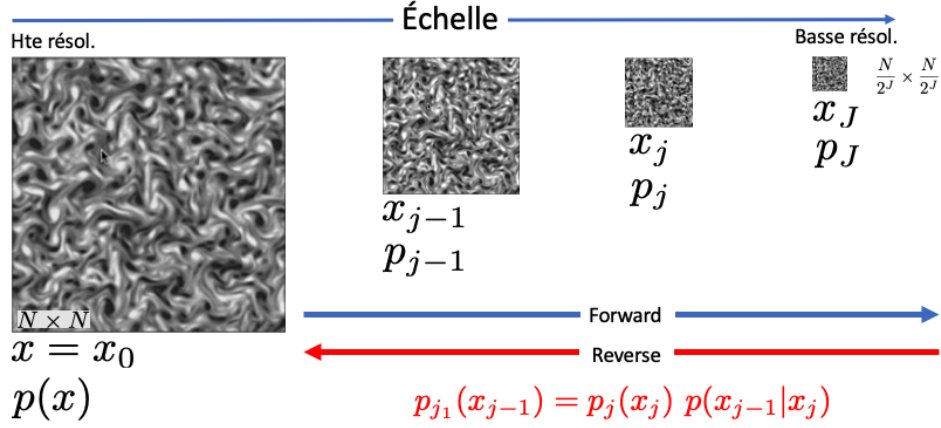 Échelle
Hte résol.
Basse résol.
N/2^J × N/2^J
x_J
p_J
x_j
p_j
x_{j−1}
p_{j−1}
N × N
Forward
x = x_0
Reverse
p(x)
p_{j_1}(x_{j−1}) = p_j(x_j) p(x_{j−1}|x_j)